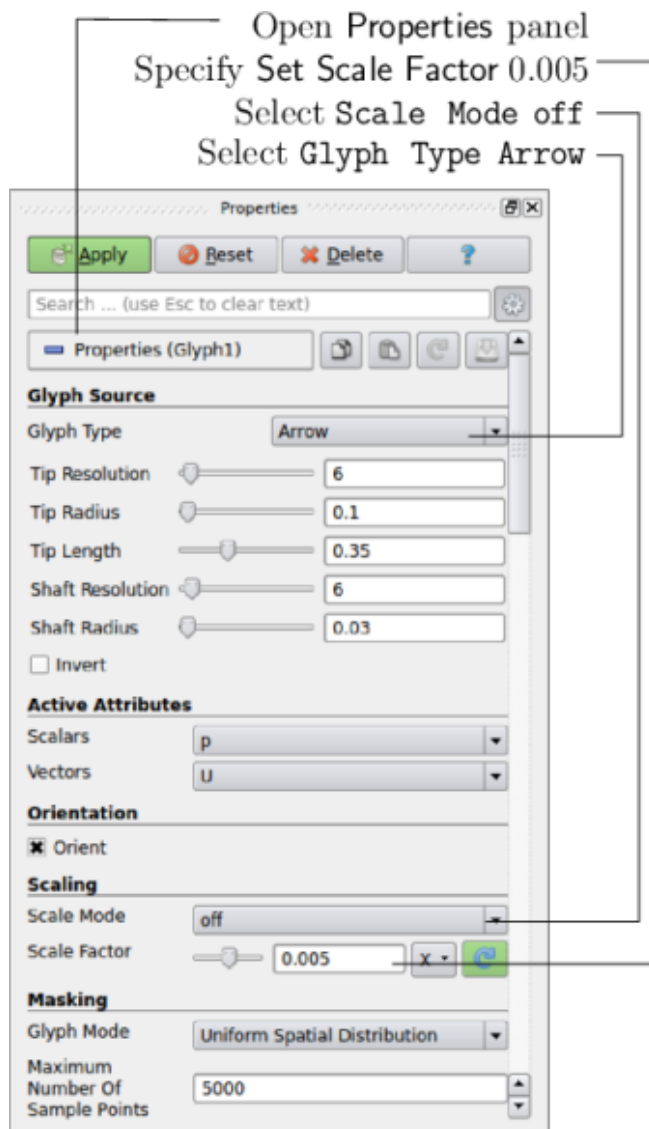 Open Properties panel
Specify Set Scale Factor 0.005
Select Scale Mode off
Select Glyph Type Arrow
Properties
Apply Reset Delete ?
Search ... (use Esc to clear text)
Properties (Glyph1)
Glyph Source
Glyph Type Arrow
Tip Resolution 6
Tip Radius 0.1
Tip Length 0.35
Shaft Resolution 6
Shaft Radius 0.03
Invert
Active Attributes
Scalars p
Vectors U
Orientation
Orient
Scaling
Scale Mode off
Scale Factor 0.005 X
Masking
Glyph Mode Uniform Spatial Distribution
Maximum
Number Of 5000
Sample Points